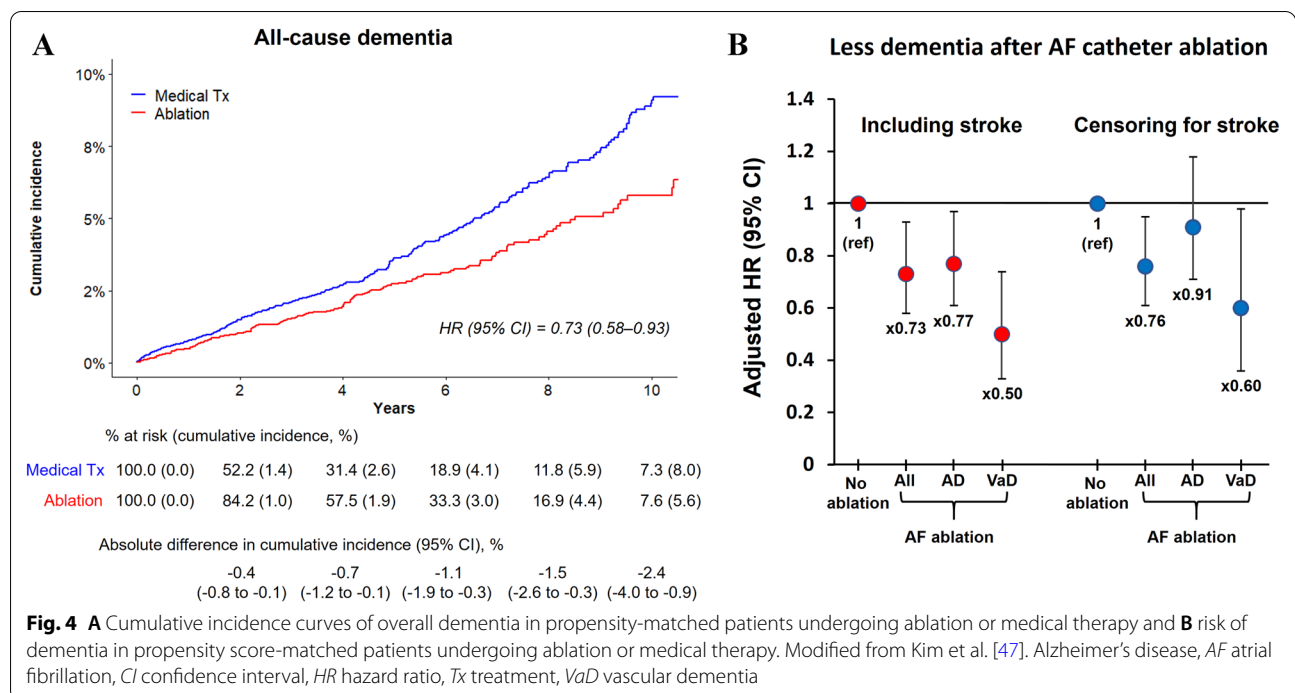 A
All-cause dementia
10%
8%
5%
2%
0%
Cumulative incidence
Medical Tx
Ablation
HR (95% CI) = 0.73 (0.58–0.93)
0 2 4 6 8 10
Years
% at risk (cumulative incidence, %)
Medical Tx 100.0 (0.0) 52.2 (1.4) 31.4 (2.6) 18.9 (4.1) 11.8 (5.9) 7.3 (8.0)
Ablation 100.0 (0.0) 84.2 (1.0) 57.5 (1.9) 33.3 (3.0) 16.9 (4.4) 7.6 (5.6)
Absolute difference in cumulative incidence (95% CI), %
-0.4 -0.7 -1.1 -1.5 -2.4
(-0.8 to -0.1) (-1.2 to -0.1) (-1.9 to -0.3) (-2.6 to -0.3) (-4.0 to -0.9)
B
Less dementia after AF catheter ablation
Adjusted HR (95% CI)
1.4
1.2
1
0.8
0.6
0.4
0.2
0
Including stroke
Censoring for stroke
1
(ref)
x0.73
x0.77
x0.50
1
(ref)
x0.76
x0.91
x0.60
No
ablation
All AD VaD
AF ablation
No
ablation
All AD VaD
AF ablation
Fig. 4 A Cumulative incidence curves of overall dementia in propensity-matched patients undergoing ablation or medical therapy and B risk of
dementia in propensity score-matched patients undergoing ablation or medical therapy. Modified from Kim et al. [47]. Alzheimer's disease, AF atrial
fibrillation, CI confidence interval, HR hazard ratio, Tx treatment, VaD vascular dementia